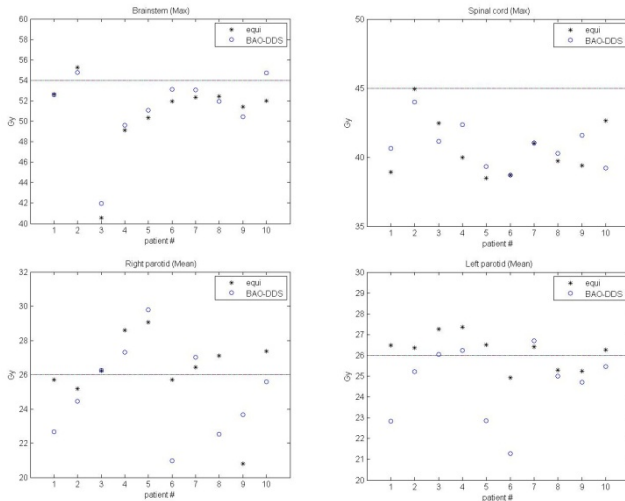 Brainstem (Max)
60
58
56
54
52
50
48
46
44
42
40
Gy
equi
BAO-DDS
1 2 3 4 5 6 7 8 9 10
patient #
Spinal cord (Max)
50
45
40
35
Gy
equi
BAO-DDS
1 2 3 4 5 6 7 8 9 10
patient #
Right parotid (Mean)
32
30
28
26
24
22
20
Gy
equi
BAO-DDS
1 2 3 4 5 6 7 8 9 10
patient #
Left parotid (Mean)
30
29
28
27
26
25
24
23
22
21
20
Gy
equi
BAO-DDS
1 2 3 4 5 6 7 8 9 10
patient #